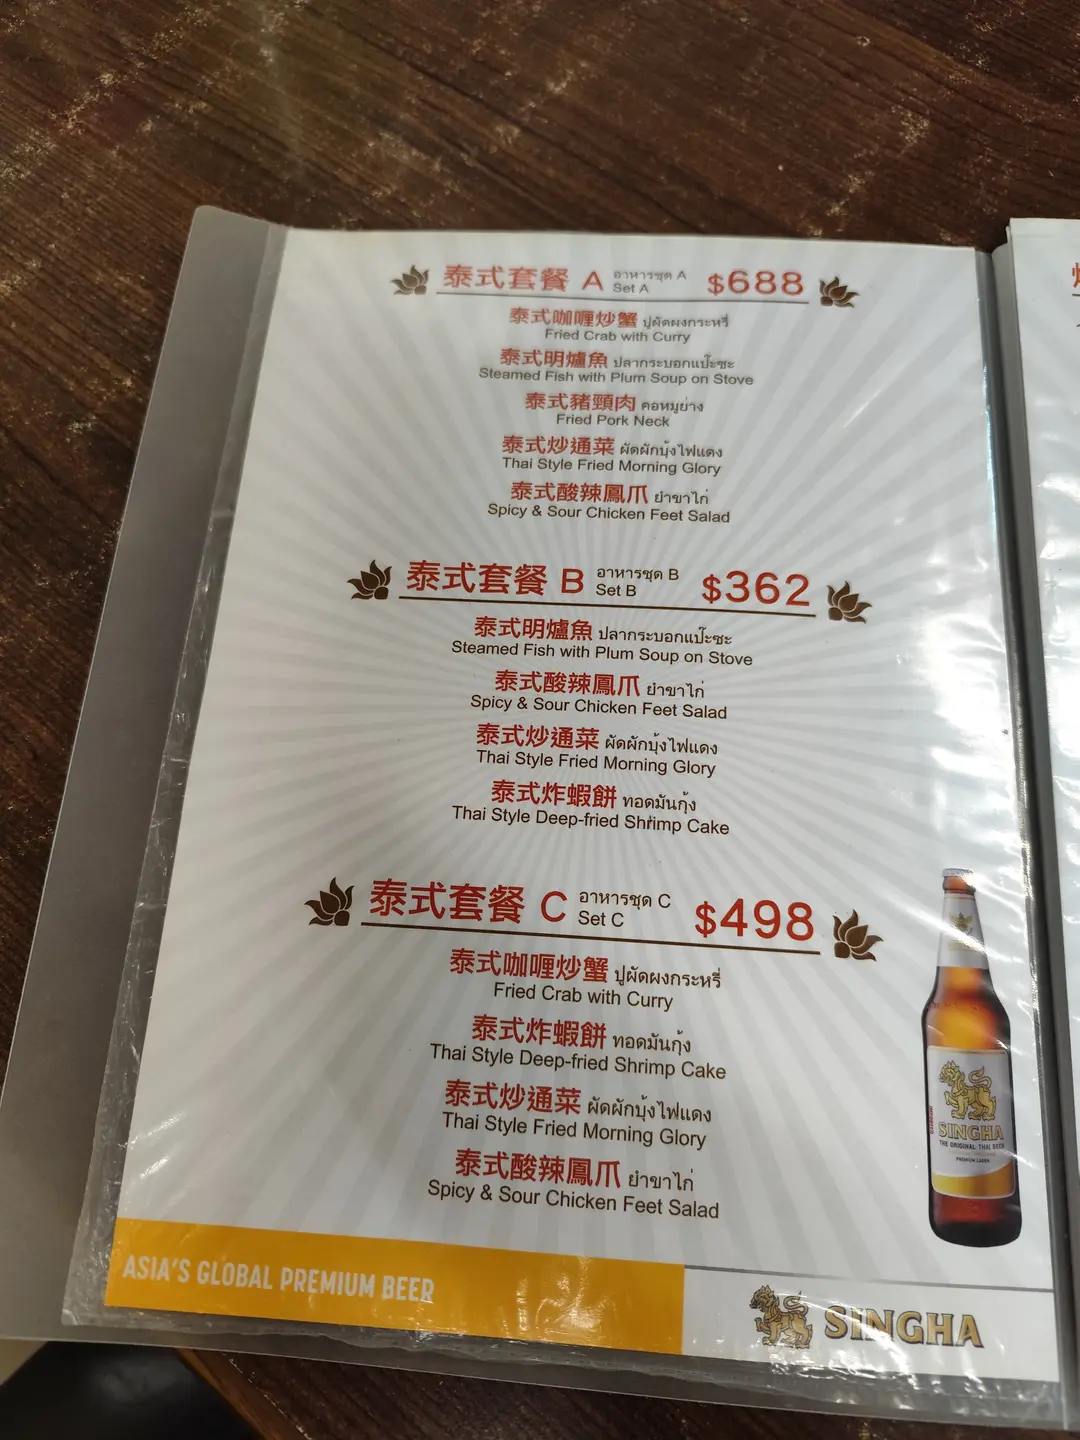 泰式套餐 A อาหารชุด A Set A $688
泰式咖喱炒蟹 ปูผัดผงกระหรี่
Fried Crab with Curry
泰式明爐魚 ปลากระบอกแป๊ะซะ
Steamed Fish with Plum Soup on Stove
泰式豬頸肉 คอหมูย่าง
Fried Pork Neck
泰式炒通菜 ผัดผักบุ้งไฟแดง
Thai Style Fried Morning Glory
泰式酸辣鳳爪 ยำขาไก่
Spicy & Sour Chicken Feet Salad
泰式套餐 B อาหารชุด B Set B $362
泰式明爐魚 ปลากระบอกแป๊ะซะ
Steamed Fish with Plum Soup on Stove
泰式酸辣鳳爪 ยำขาไก่
Spicy & Sour Chicken Feet Salad
泰式炒通菜 ผัดผักบุ้งไฟแดง
Thai Style Fried Morning Glory
泰式炸蝦餅 ทอดมันกุ้ง
Thai Style Deep-fried Shrimp Cake
泰式套餐 C อาหารชุด C Set C $498
泰式咖喱炒蟹 ปูผัดผงกระหรี่
Fried Crab with Curry
泰式炸蝦餅 ทอดมันกุ้ง
Thai Style Deep-fried Shrimp Cake
泰式炒通菜 ผัดผักบุ้งไฟแดง
Thai Style Fried Morning Glory
泰式酸辣鳳爪 ยำขาไก่
Spicy & Sour Chicken Feet Salad
SINGHA
THE ORIGINAL THAI BEER
PREMIUM LAGER
ASIA'S GLOBAL PREMIUM BEER
SINGHA